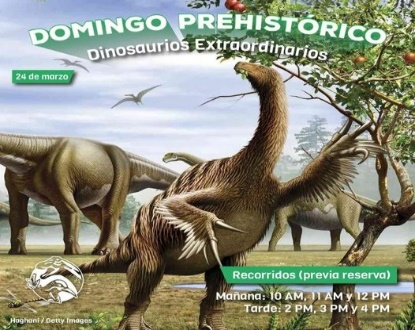 DOMINGO PREHISTÓRICO
Dinosaurios Extraordinarios
24 de marzo
Recorridos (previa reserva)
Mañana: 10 AM, 11 AM y 12 PM
Tarde: 2 PM, 3 PM y 4 PM
Haghani / Getty Images